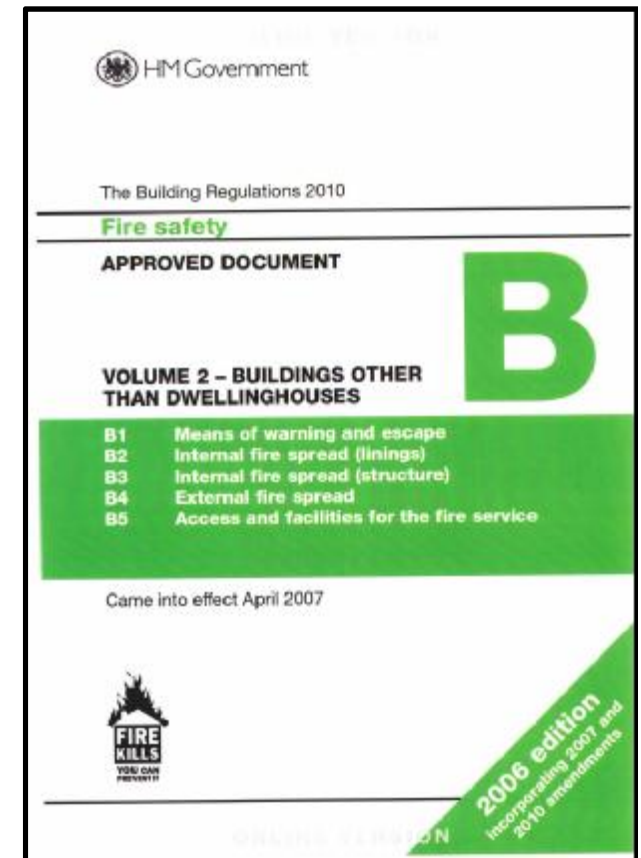 HM Government
The Building Regulations 2010
Fire safety
APPROVED DOCUMENT
B
VOLUME 2 – BUILDINGS OTHER
THAN DWELLINGHOUSES
B1 Means of warning and escape
B2 Internal fire spread (linings)
B3 Internal fire spread (structure)
B4 External fire spread
B5 Access and facilities for the fire service
Came into effect April 2007
FIRE
KILLS
YOU CAN
PREVENT IT
2006 edition
incorporating 2007 and
2010 amendments